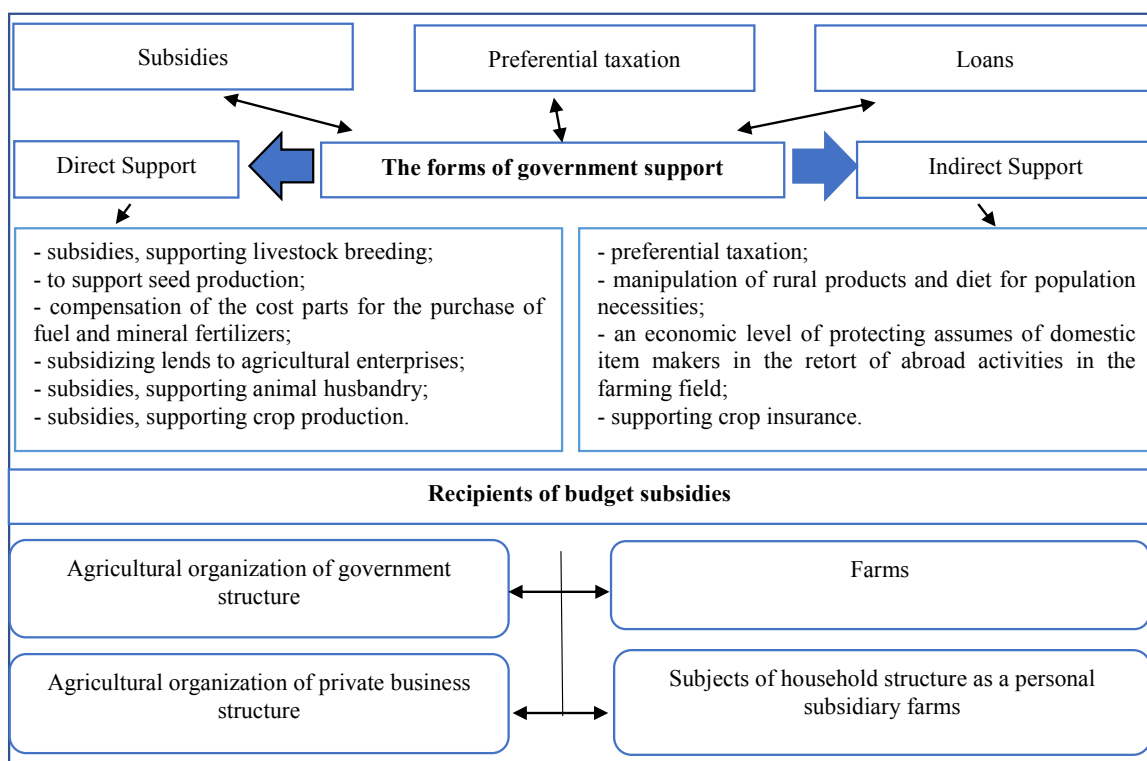 Subsidies
Preferential taxation
Loans
Direct Support
The forms of government support
Indirect Support
- subsidies, supporting livestock breeding;
- to support seed production;
- compensation of the cost parts for the purchase of
fuel and mineral fertilizers;
- subsidizing lends to agricultural enterprises;
- subsidies, supporting animal husbandry;
- subsidies, supporting crop production.
- preferential taxation;
- manipulation of rural products and diet for population
necessities;
- an economic level of protecting assumes of domestic
item makers in the retort of abroad activities in the
farming field;
- supporting crop insurance.
Recipients of budget subsidies
Agricultural organization of government
structure
Farms
Agricultural organization of private business
structure
Subjects of household structure as a personal
subsidiary farms